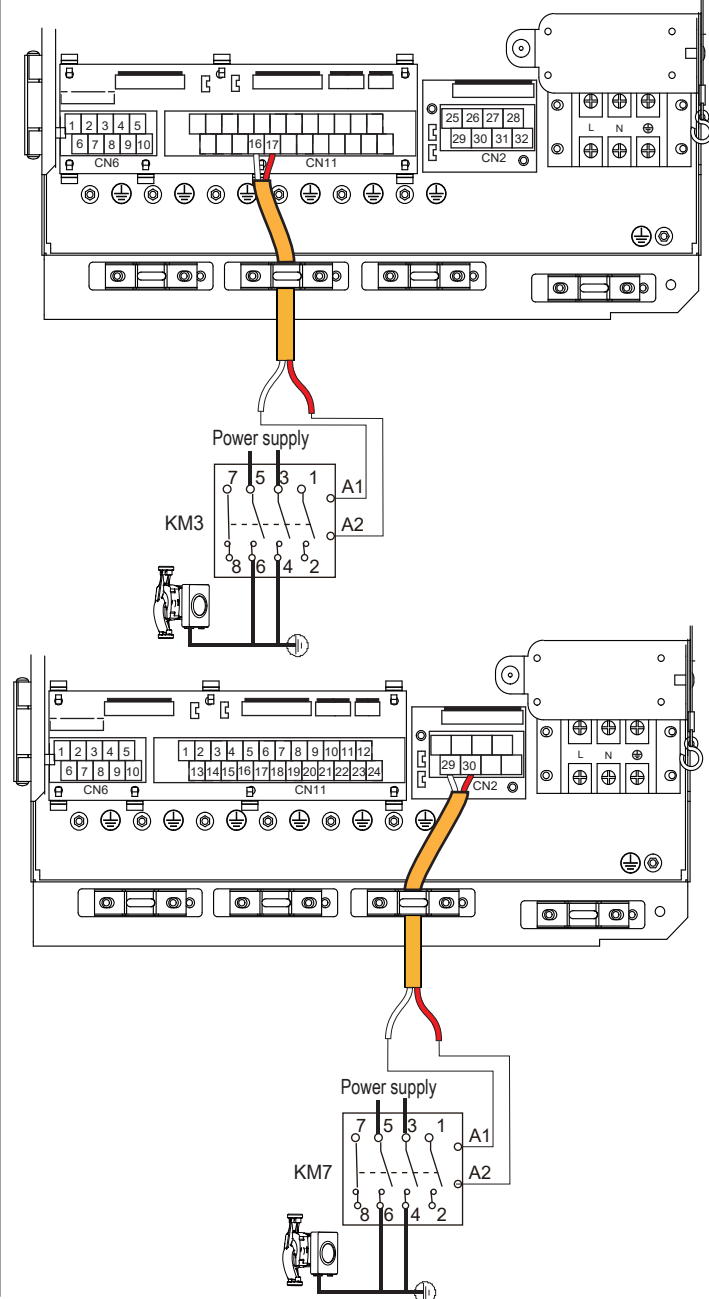 1 2 3 4 5
6 7 8 9 10
CN6
16 17
CN11
25 26 27 28
29 30 31 32
CN2
L N
Power supply
7 5 3 1
A1
KM3
A2
8 6 4 2
1 2 3 4 5
6 7 8 9 10
CN6
1 2 3 4 5 6 7 8 9 10 11 12
13 14 15 16 17 18 19 20 21 22 23 24
CN11
29 30
CN2
L N
Power supply
7 5 3 1
A1
KM7
A2
8 6 4 2